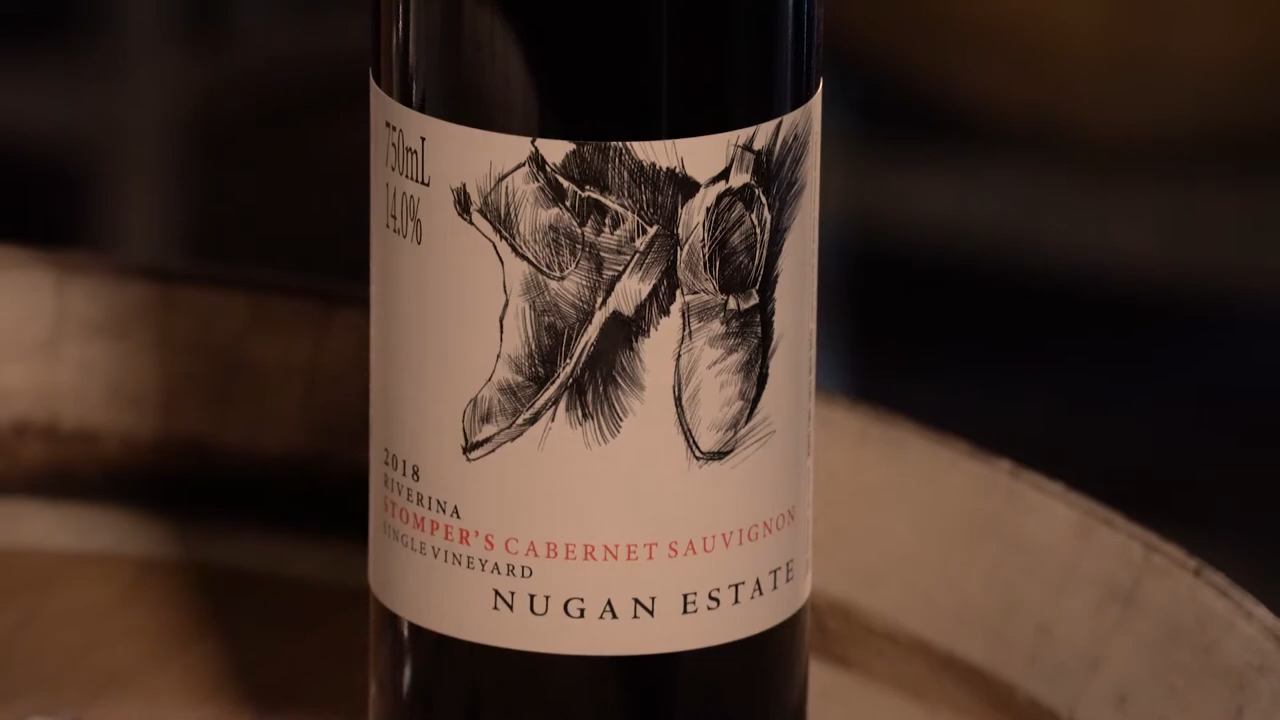 750mL
14.0%
2018
RIVERINA
STOMPER'S CABERNET SAUVIGNON
SINGLE VINEYARD
NUGAN ESTATE